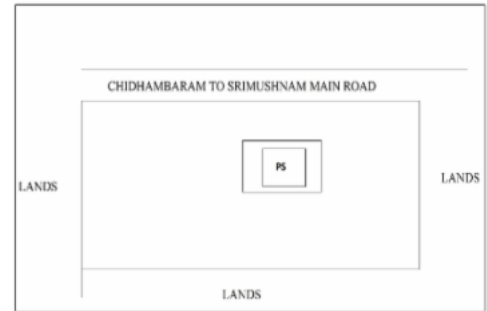 CHIDHAMBARAM TO SRIMUSHNAM MAIN ROAD
PS
LANDS
LANDS
LANDS